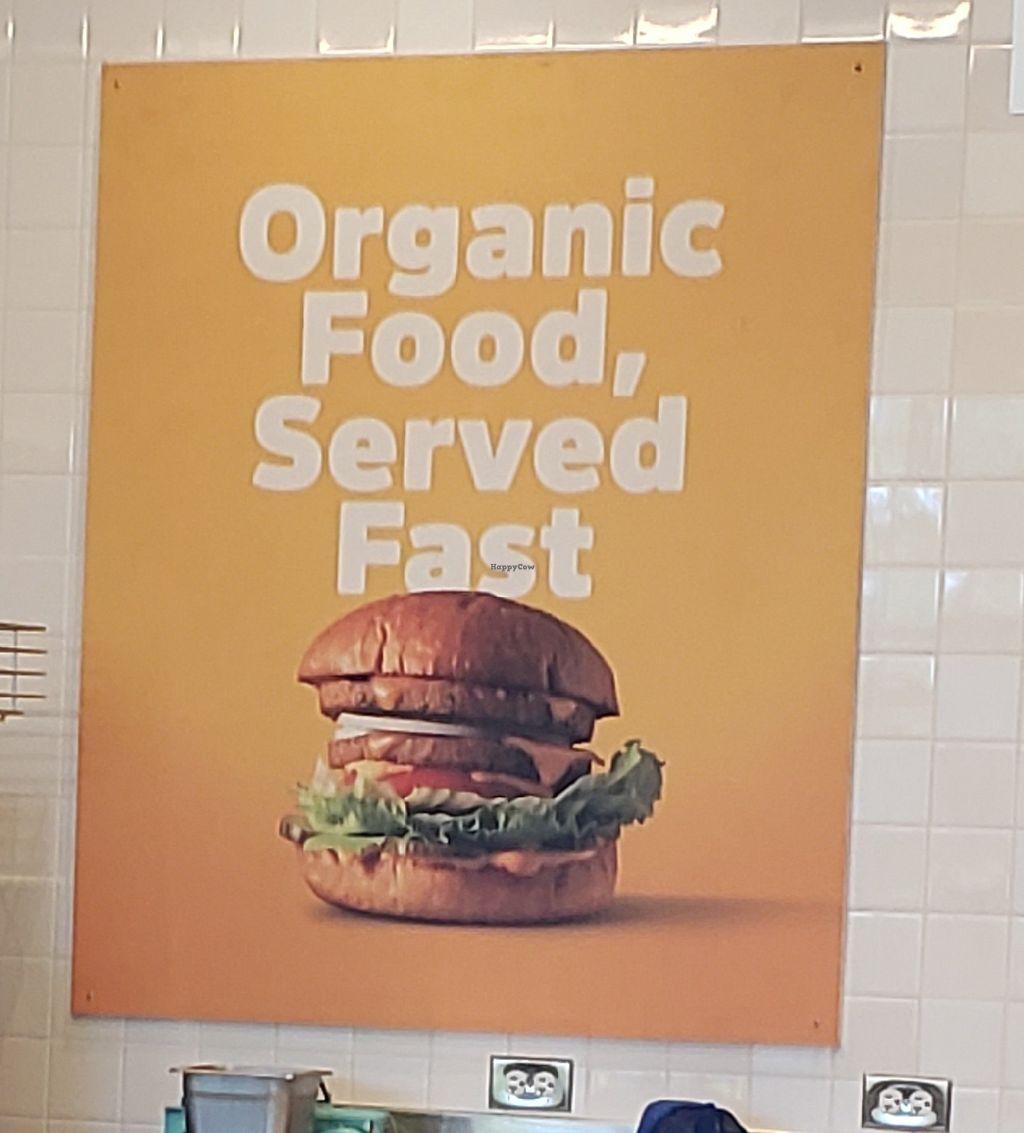 Organic
Food,
Served
Fast
HappyCow